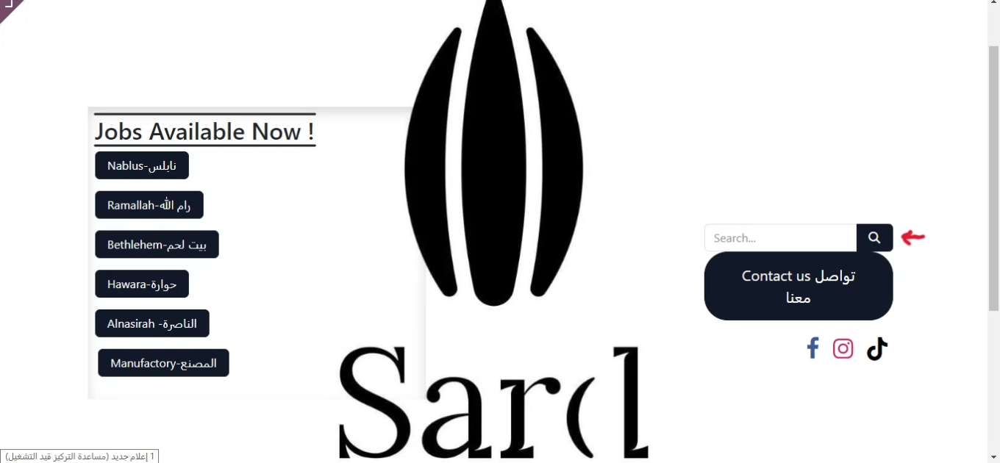 Jobs Available Now !
Nablus-نابلس
Ramallah-رام الله
Bethlehem-بيت لحم
Hawara-حوارة
Alnasirah -الناصرة
Manufactory-المصنع
Sard
Search...
Contact us تواصل
معنا
1 إعلام جديد (مساعدة التركيز قيد التشغيل)